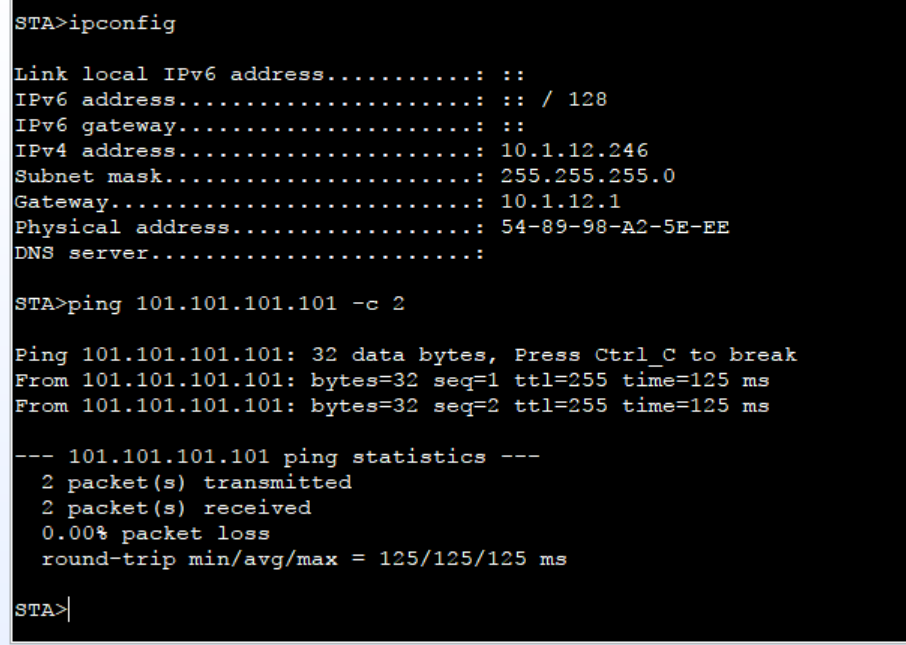 STA>ipconfig
Link local IPv6 address...........: ::
IPv6 address......................: :: / 128
IPv6 gateway......................: ::
IPv4 address......................: 10.1.12.246
Subnet mask.......................: 255.255.255.0
Gateway...........................: 10.1.12.1
Physical address..................: 54-89-98-A2-5E-EE
DNS server........................:
STA>ping 101.101.101.101 -c 2
Ping 101.101.101.101: 32 data bytes, Press Ctrl_C to break
From 101.101.101.101: bytes=32 seq=1 ttl=255 time=125 ms
From 101.101.101.101: bytes=32 seq=2 ttl=255 time=125 ms
--- 101.101.101.101 ping statistics ---
2 packet(s) transmitted
2 packet(s) received
0.00% packet loss
round-trip min/avg/max = 125/125/125 ms
STA>